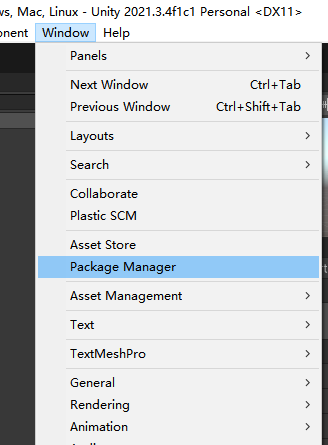 ws, Mac, Linux - Unity 2021.3.4f1c1 Personal <DX11>
onent Window Help
Panels >
Next Window Ctrl+Tab
Previous Window Ctrl+Shift+Tab
Layouts >
Search >
Collaborate
Plastic SCM
Asset Store
Package Manager
Asset Management >
Text >
TextMeshPro >
General >
Rendering >
Animation >